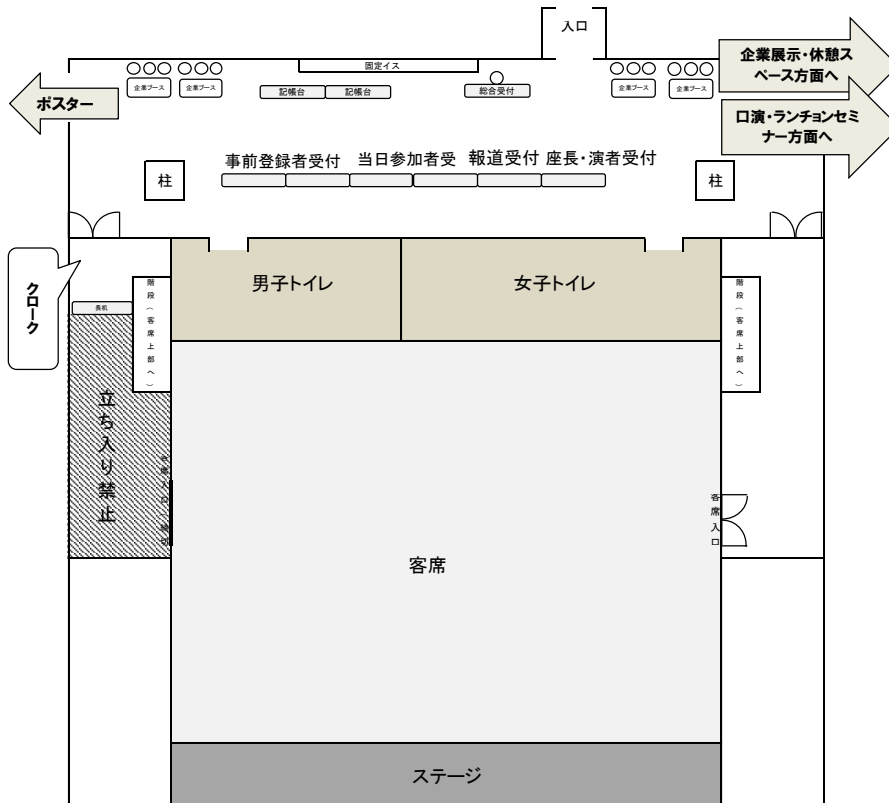 入口
固定イス
企業展示・休憩ス
ペース方面へ
ポスター
企業ブース
企業ブース
記帳台
記帳台
総合受付
企業ブース
企業ブース
口演・ランチョンセミ
ナー方面へ
事前登録者受付
当日参加者受
報道受付
座長・演者受付
柱
柱
クローク
長机
男子トイレ
女子トイレ
階段(客席上部へ)
階段(客席上部へ)
立ち入り禁止
客席入口
客席
ステージ